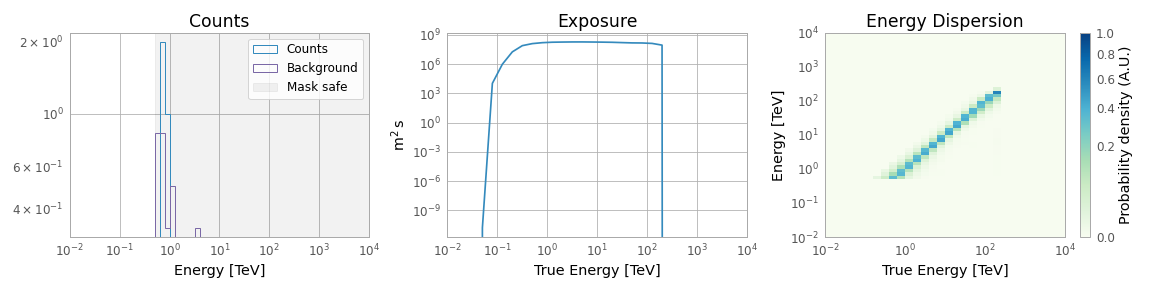 Counts
2 × 10⁰
10⁰
6 × 10⁻¹
4 × 10⁻¹
10⁻² 10⁻¹ 10⁰ 10¹ 10² 10³ 10⁴
Energy [TeV]
Counts
Background
Mask safe
Exposure
m² s
10⁹
10⁶
10³
10⁰
10⁻³
10⁻⁶
10⁻⁹
10⁻² 10⁻¹ 10⁰ 10¹ 10² 10³ 10⁴
True Energy [TeV]
Energy Dispersion
Energy [TeV]
10⁴
10³
10²
10¹
10⁰
10⁻¹
10⁻²
10⁻² 10⁰ 10² 10⁴
True Energy [TeV]
1.0
0.8
0.6
0.4
0.2
0.0
Probability density (A.U.)